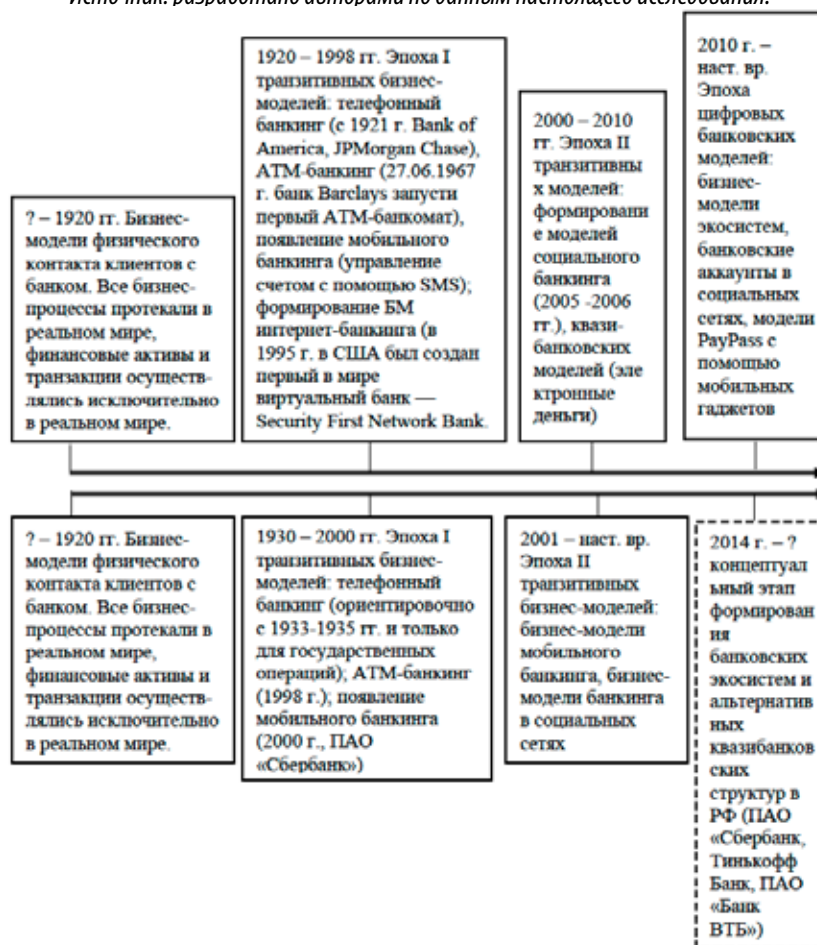 Источник: разработано авторами по данным настоящего исследования.
? – 1920 гг. Бизнес-
модели физического
контакта клиентов с
банком. Все бизнес-
процессы протекали в
реальном мире,
финансовые активы и
транзакции осуществ-
лялись исключительно
в реальном мире.
1920 – 1998 гг. Эпоха I
транзитивных бизнес-
моделей: телефонный
банкинг (с 1921 г. Bank of
America, JPMorgan Chase),
АТМ-банкинг (27.06.1967
г. банк Barclays запусти
первый АТМ-банкомат),
появление мобильного
банкинга (управление
счетом с помощью SMS);
формирование БМ
интернет-банкинга (в
1995 г. в США был создан
первый в мире
виртуальный банк —
Security First Network Bank.
2000 – 2010
гг. Эпоха II
транзитивны
х моделей:
формировани
е моделей
социального
банкинга
(2005 -2006
гг.), квази-
банковских
моделей (эле
ктронные
деньги)
2010 г. –
наст. вр.
Эпоха
цифровых
банковских
моделей:
бизнес-
модели
экосистем,
банковские
аккаунты в
социальных
сетях, модели
PayPass с
помощью
мобильных
гаджетов
? – 1920 гг. Бизнес-
модели физического
контакта клиентов с
банком. Все бизнес-
процессы протекали в
реальном мире,
финансовые активы и
транзакции осуществ-
лялись исключительно
в реальном мире.
1930 – 2000 гг. Эпоха I
транзитивных бизнес-
моделей: телефонный
банкинг (ориентировочно
с 1933-1935 гг. и только
для государственных
операций); АТМ-банкинг
(1998 г.); появление
мобильного банкинга
(2000 г., ПАО
«Сбербанк»)
2001 – наст. вр.
Эпоха II
транзитивных
бизнес-моделей:
бизнес-модели
мобильного
банкинга, бизнес-
модели банкинга
в социальных
сетях
2014 г. – ?
концептуал
ьный этап
формирован
ия
банковских
экосистем и
альтернатив
ных
квазибанков
ских
структур в
РФ (ПАО
«Сбербанк,
Тинькофф
Банк, ПАО
«Банк
ВТБ»)